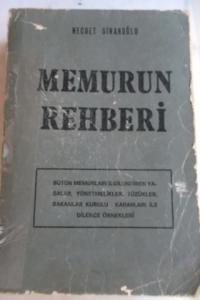 NECDET SİNANOĞLU
MEMURUN
REHBERİ
BÜTÜN MEMURLARI İLGİLENDİREN YA-
SALAR, YÖNETMELİKLER, TÜZÜKLER,
BAKANLAR KURULU KARARLARI İLE
DİLEKÇE ÖRNEKLERİ